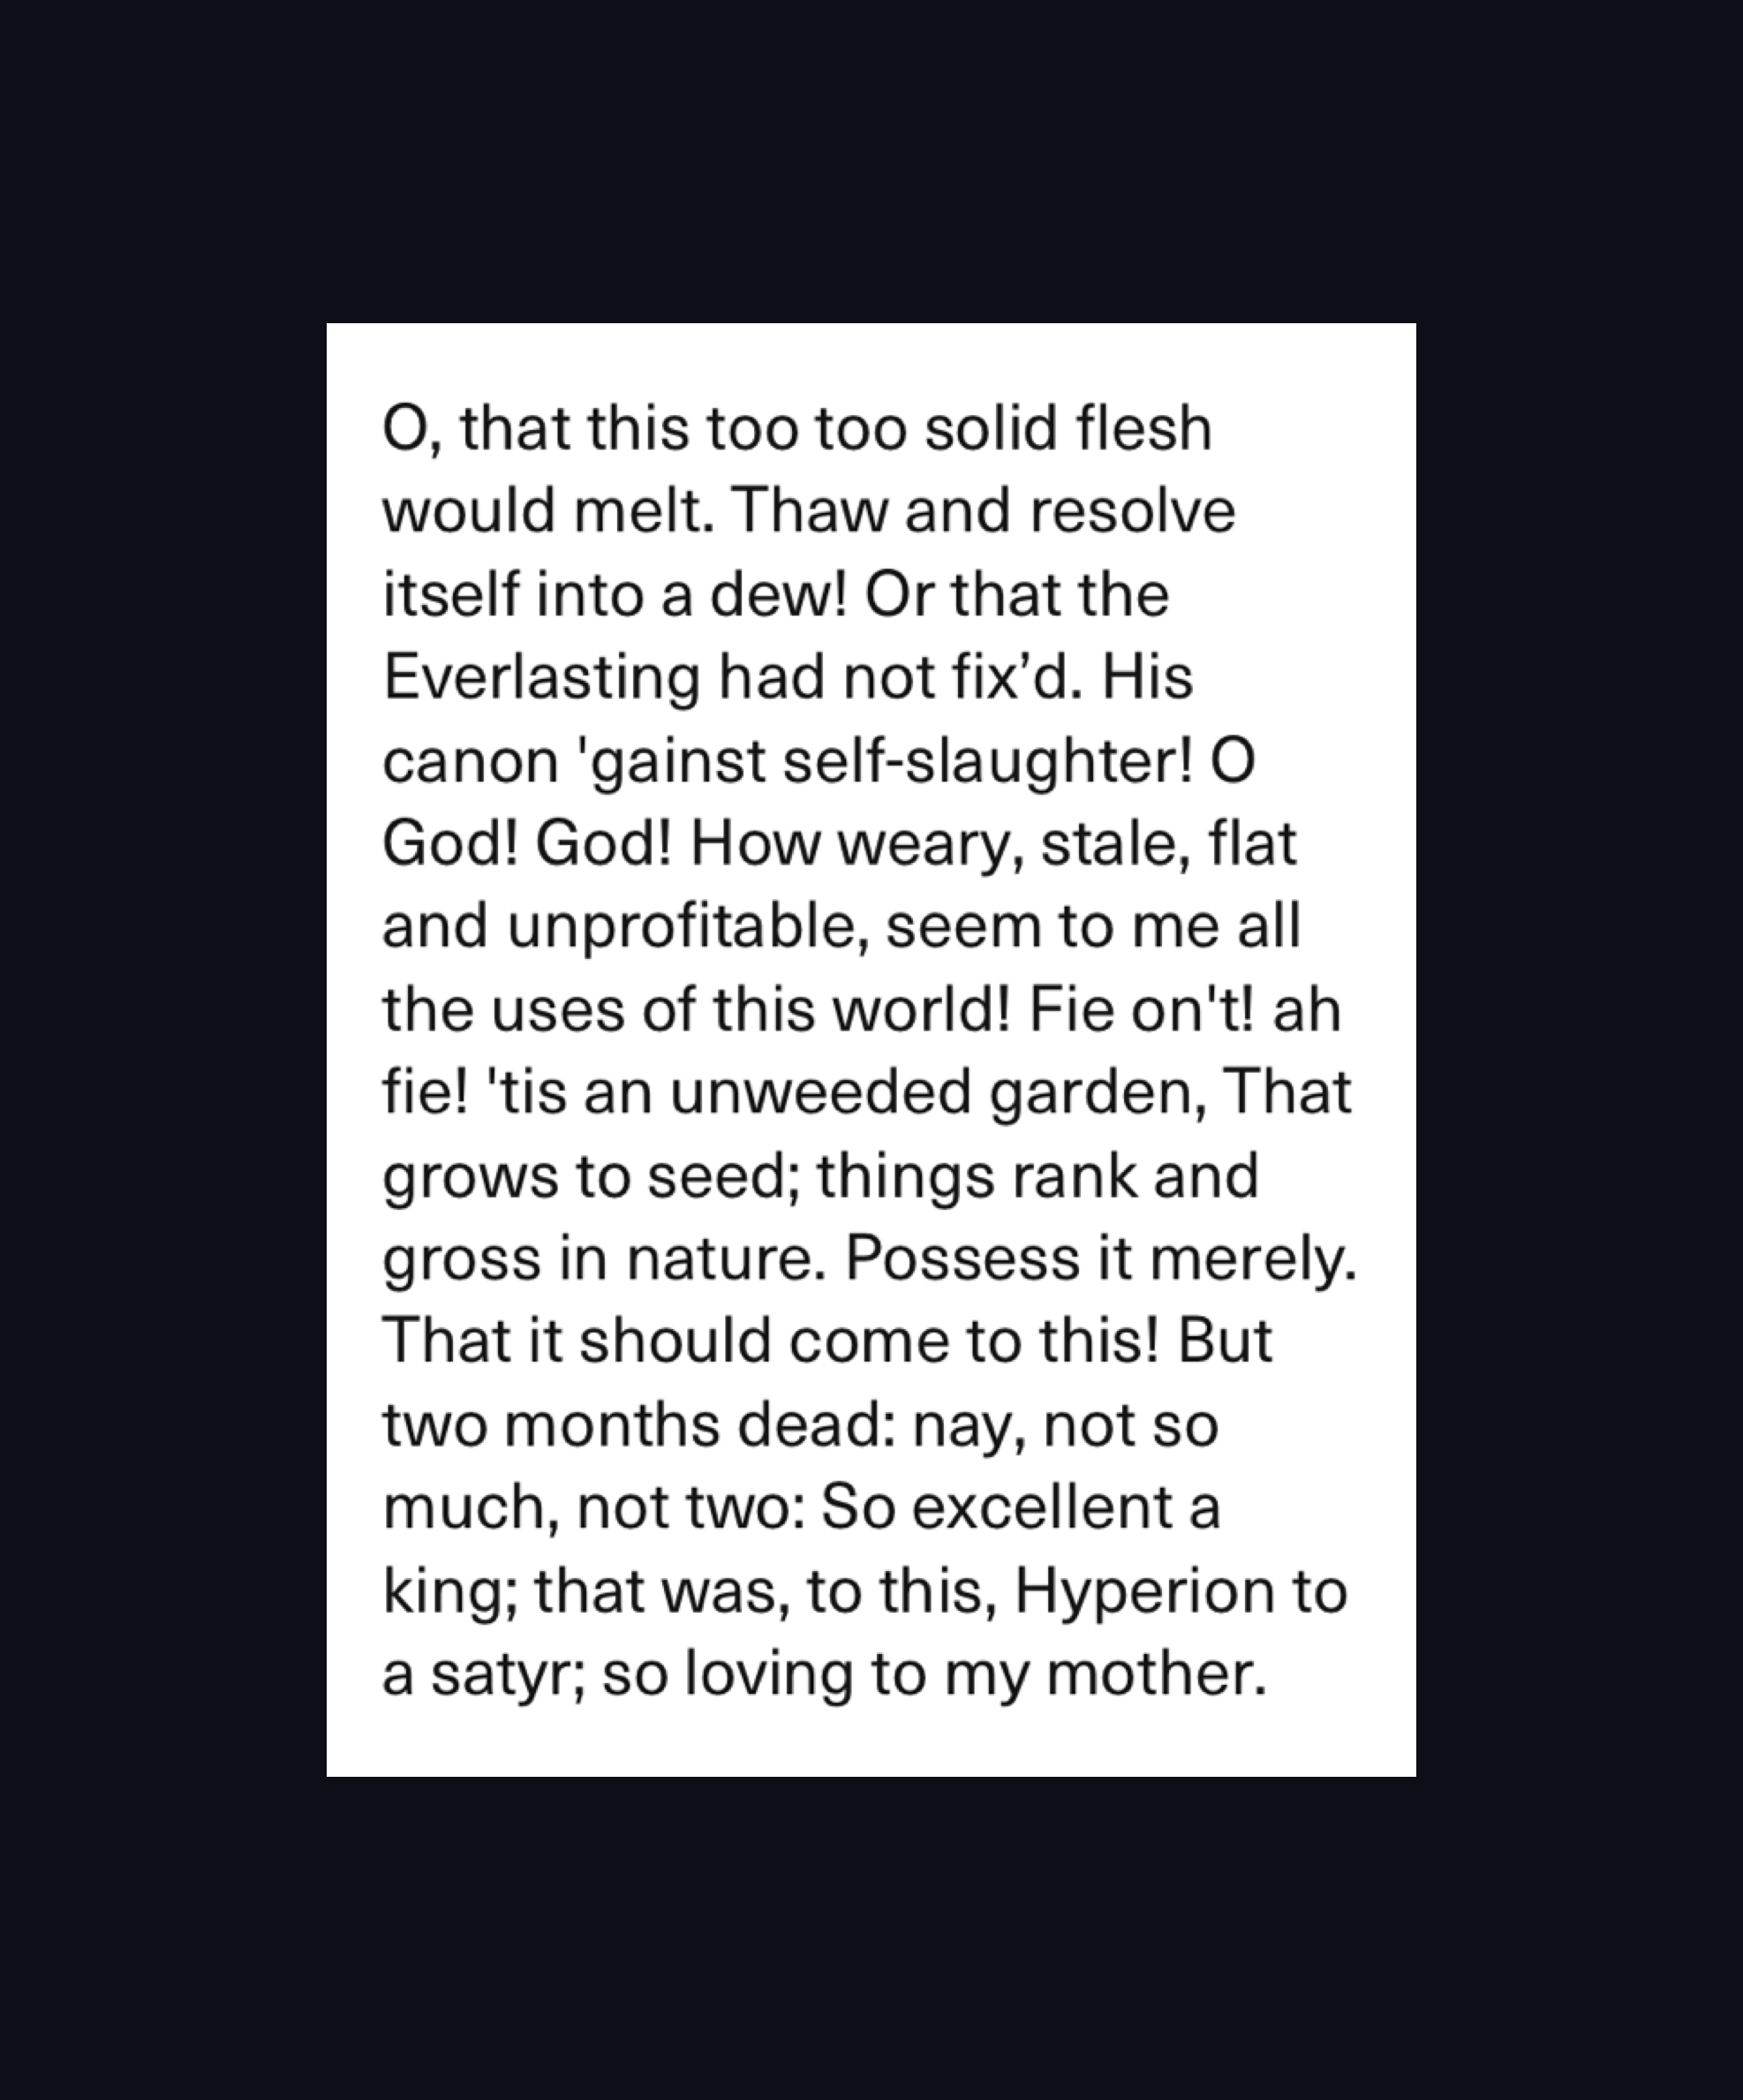 O, that this too too solid flesh
would melt. Thaw and resolve
itself into a dew! Or that the
Everlasting had not fix’d. His
canon 'gainst self-slaughter! O
God! God! How weary, stale, flat
and unprofitable, seem to me all
the uses of this world! Fie on't! ah
fie! 'tis an unweeded garden, That
grows to seed; things rank and
gross in nature. Possess it merely.
That it should come to this! But
two months dead: nay, not so
much, not two: So excellent a
king; that was, to this, Hyperion to
a satyr; so loving to my mother.